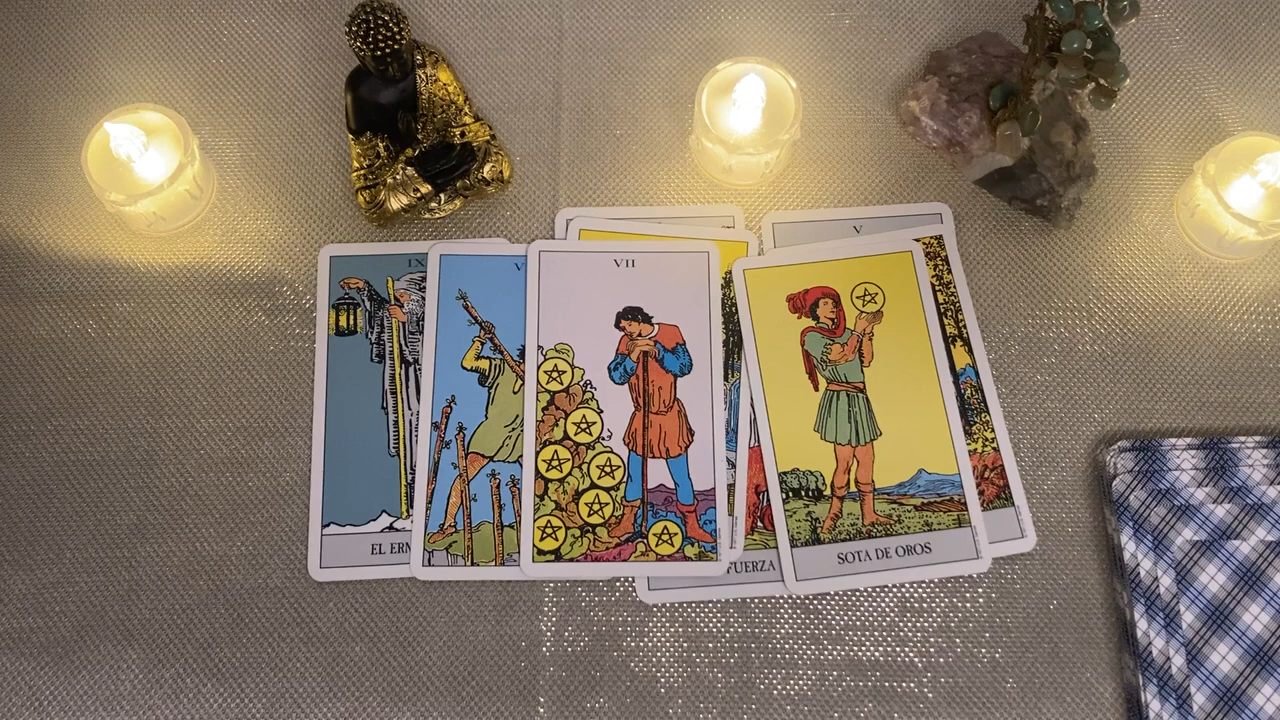 IX
V
VII
V
EL ERM
FUERZA
SOTA DE OROS